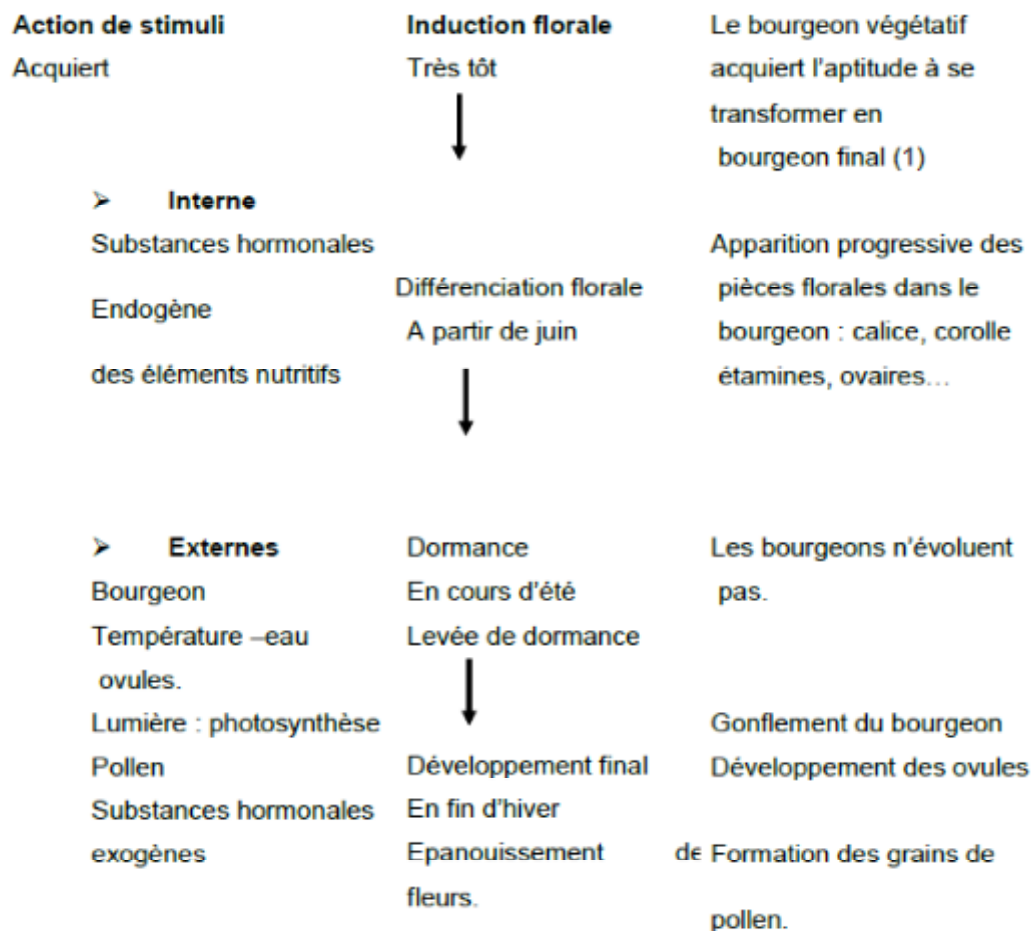 Action de stimuli Induction florale Le bourgeon végétatif
Acquiert Très tôt acquiert l'aptitude à se
transformer en
bourgeon final (1)
➢ Interne
Substances hormonales Apparition progressive des
Différenciation florale pièces florales dans le
Endogène
A partir de juin bourgeon : calice, corolle
des éléments nutritifs étamines, ovaires…
➢ Externes Dormance Les bourgeons n'évoluent
Bourgeon En cours d'été pas.
Température –eau Levée de dormance
ovules.
Lumière : photosynthèse Gonflement du bourgeon
Pollen Développement final Développement des ovules
Substances hormonales En fin d'hiver
exogènes Epanouissement de Formation des grains de
fleurs.
pollen.